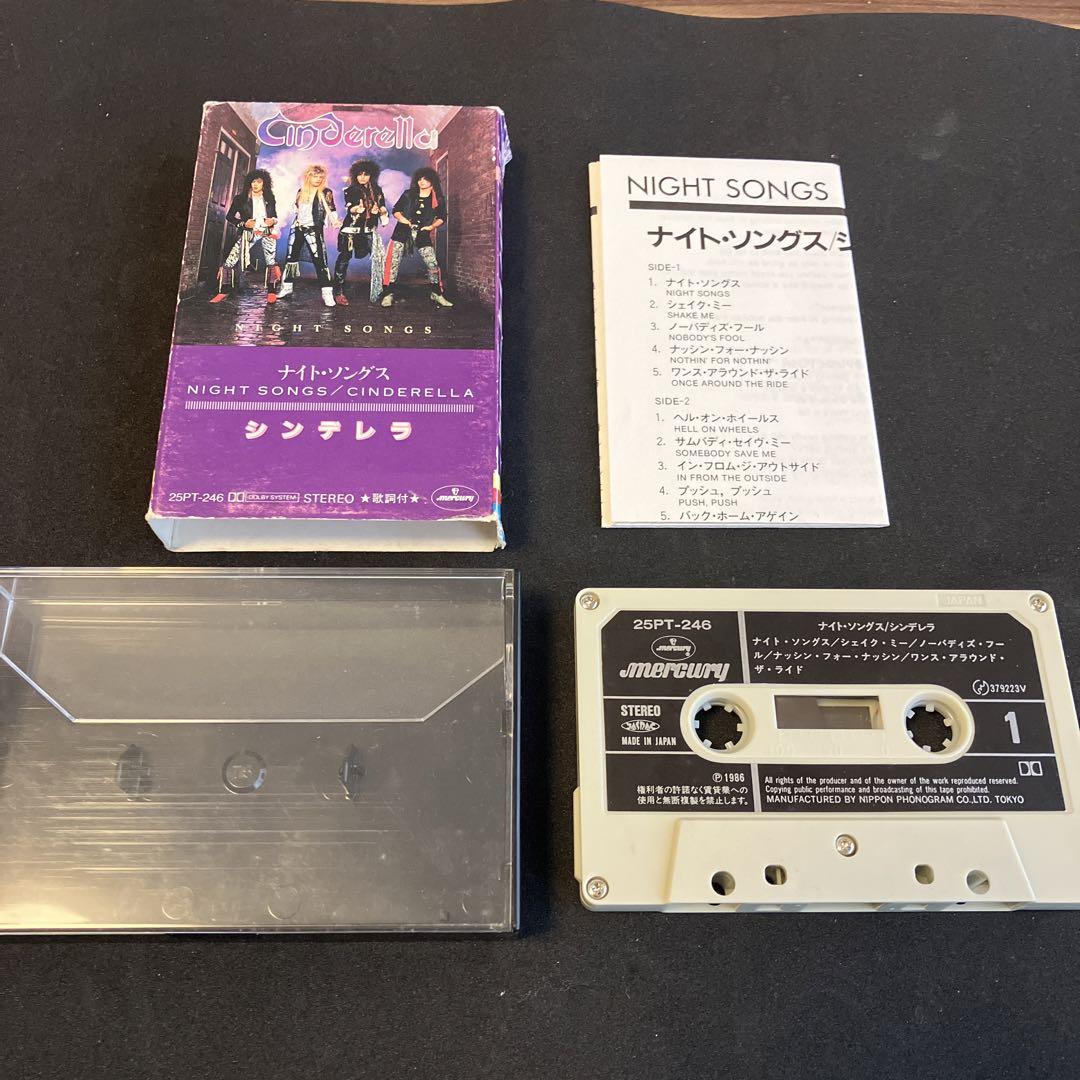 Cinderella
NIGHT SONGS
ナイト・ソングス
NIGHT SONGS/CINDERELLA
シンデレラ
25PT-246 DOLBY SYSTEM STEREO ★歌詞付★ mercury
NIGHT SONGS
ナイト・ソングス/シ
SIDE-1
1. ナイト・ソングス
NIGHT SONGS
2. シェイク・ミー
SHAKE ME
3. ノーバディズ・フール
NOBODY'S FOOL
4. ナッシン・フォー・ナッシン
NOTHIN' FOR NOTHIN'
5. ワンス・アラウンド・ザ・ライド
ONCE AROUND THE RIDE
SIDE-2
1. ヘル・オン・ホイールス
HELL ON WHEELS
2. サムバディ・セイヴ・ミー
SOMEBODY SAVE ME
3. イン・フロム・ジ・アウトサイド
IN FROM THE OUTSIDE
4. プッシュ, プッシュ
PUSH, PUSH
5. バック・ホーム・アゲイン
JAPAN
25PT-246
mercury
mercury
ナイト・ソングス/シンデレラ
ナイト・ソングス/シェイク・ミー/ノーバディズ・フー
ル/ナッシン・フォー・ナッシン/ワンス・アラウンド・
ザ・ライド
379223V
STEREO
JASRAC
MADE IN JAPAN
1
100 50 0
Ⓟ1986
権利者の許諾なく賃貸業への
使用と無断複製を禁止します。
All rights of the producer and of the owner of the work reproduced reserved.
Copying public performance and broadcasting of this tape prohibited.
MANUFACTURED BY NIPPON PHONOGRAM CO.,LTD. TOKYO